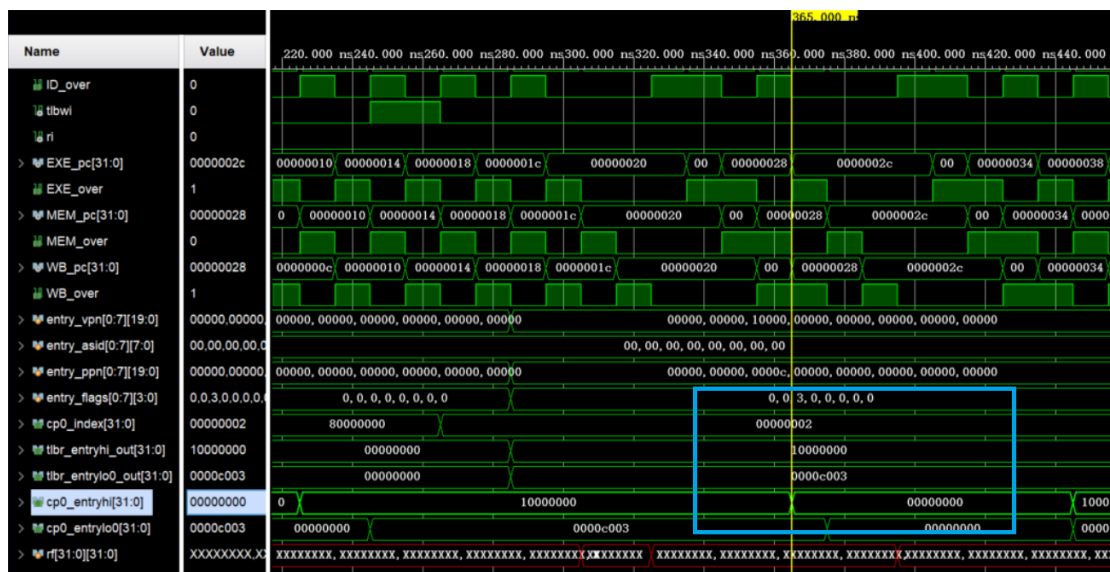 365.000 n
Name Value 220.000 ns 240.000 ns 260.000 ns 280.000 ns 300.000 ns 320.000 ns 340.000 ns 360.000 ns 380.000 ns 400.000 ns 420.000 ns 440.000
ID_over 0
tlbwi 0
ri 0
EXE_pc[31:0] 0000002c 00000010 00000014 00000018 0000001c 00000020 00 00000028 0000002c 00 00000034 00000038
EXE_over 1
MEM_pc[31:0] 00000028 0 00000010 00000014 00000018 0000001c 00000020 00 00000028 0000002c 00 00000034 0000
MEM_over 0
WB_pc[31:0] 00000028 0000000c 00000010 00000014 00000018 0000001c 00000020 00 00000028 0000002c 00 00000034
WB_over 1
entry_vpn[0:7][19:0] 00000,00000, 00000, 00000, 00000, 00000, 00000, 00000 00000, 00000, 10000, 00000, 00000, 00000, 00000, 00000
entry_asid[0:7][7:0] 00,00,00,00,0 00, 00, 00, 00, 00, 00, 00, 00
entry_ppn[0:7][19:0] 00000,00000, 00000, 00000, 00000, 00000, 00000, 00000 00000, 00000, 0000c, 00000, 00000, 00000, 00000, 00000
entry_flags[0:7][3:0] 0,0,3,0,0,0,0, 0, 0, 0, 0, 0, 0, 0, 0 0, 0, 3, 0, 0, 0, 0, 0
cp0_index[31:0] 00000002 80000000 00000002
tlbr_entryhi_out[31:0] 10000000 00000000 10000000
tlbr_entrylo0_out[31:0] 0000c003 00000000 0000c003
cp0_entryhi[31:0] 00000000 0 10000000 00000000 1000
cp0_entrylo0[31:0] 0000c003 00000000 0000c003 00000000 0000
rf[31:0][31:0] XXXXXXXX,XX XXXXXXXX, XXXXXXXX, XXXXXXXX, XXXXXXXX, XXXXXXXX XXXXXXXX, XXXXXXXX, XXXXXXXX, XXXXXXXX, XXXXXXXX, XXXXXXXX, XX